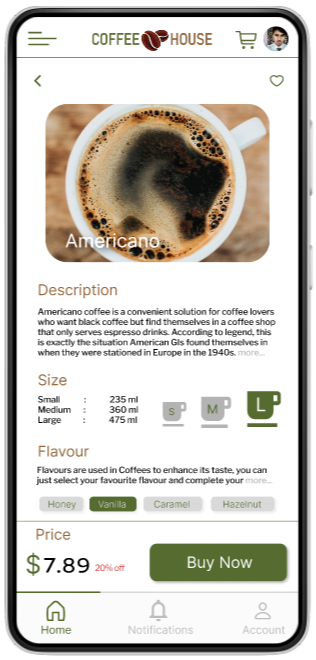 COFFEE HOUSE
Americano
Description
Americano coffee is a convenient solution for coffee lovers
who want black coffee but find themselves in a coffee shop
that only serves espresso drinks. According to legend, this
is exactly the situation American GIs found themselves in
when they were stationed in Europe in the 1940s. more...
Size
Small : 235 ml
Medium : 360 ml
Large : 475 ml
S M L
Flavour
Flavours are used in Coffees to enhance its taste, you can
just select your favourite flavour and complete your more...
Honey Vanilla Caramel Hazelnut
Price
$7.89 20% off
Buy Now
Home Notifications Account